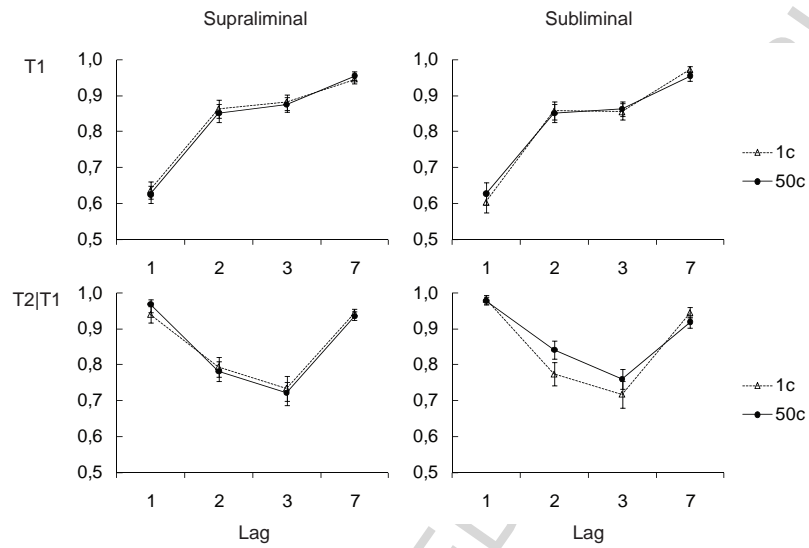 Supraliminal Subliminal
T1
1,0 1,0
0,9 0,9
0,8 0,8
0,7 0,7
0,6 0,6
0,5 0,5
1 2 3 7 1 2 3 7
1c
50c
T2|T1
1,0 1,0
0,9 0,9
0,8 0,8
0,7 0,7
0,6 0,6
0,5 0,5
1 2 3 7 1 2 3 7
1c
50c
Lag Lag